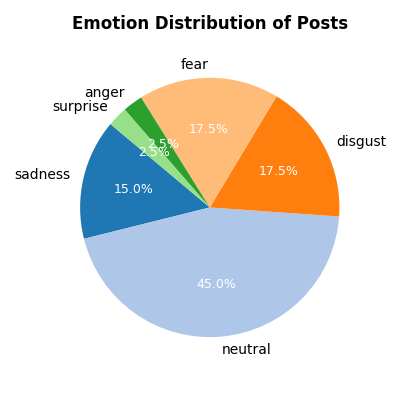 Emotion Distribution of Posts
fear
anger
surprise
disgust
sadness
neutral
17.5%
2.5%
2.5%
17.5%
15.0%
45.0%